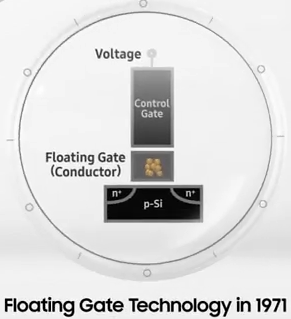 Voltage
Control
Gate
Floating Gate
(Conductor)
n⁺
n⁺
p-Si
Floating Gate Technology in 1971